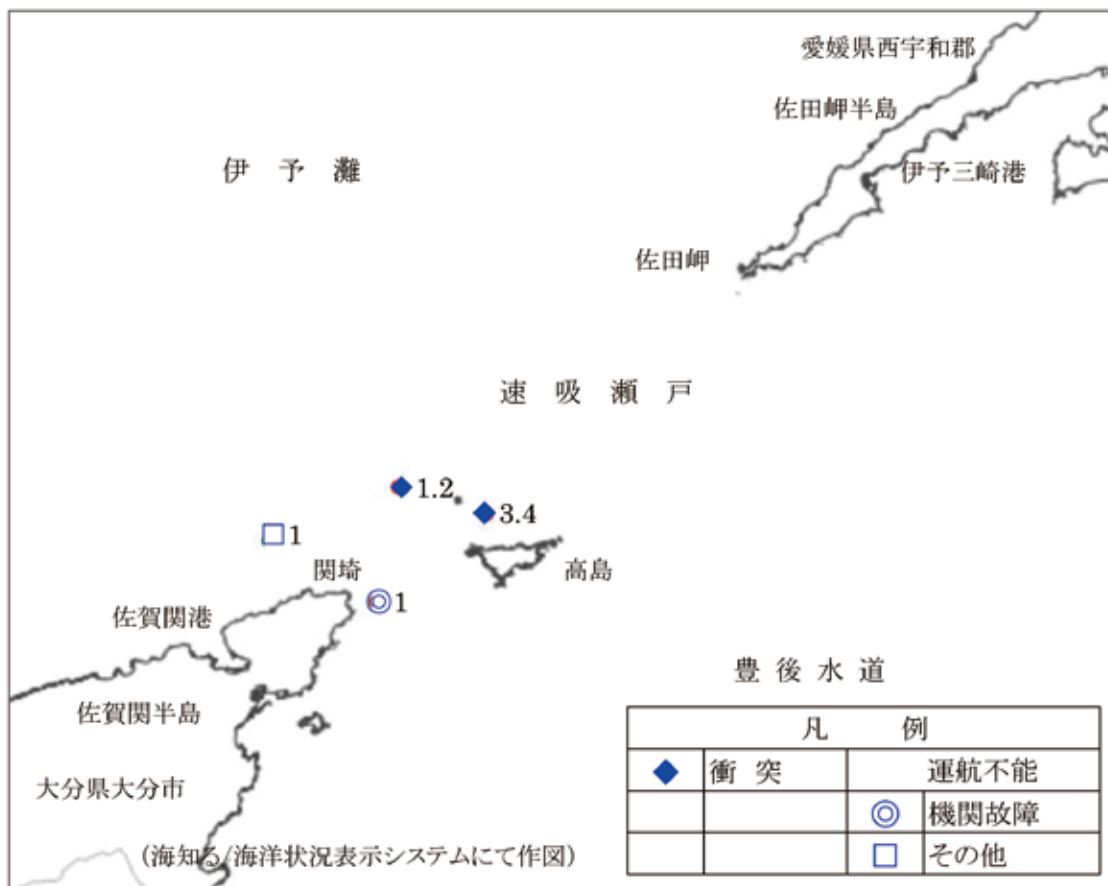 愛媛県西宇和郡
佐田岬半島
伊予灘
伊予三崎港
佐田岬
速吸瀬戸
1.2
3.4
1
関埼
高島
1
佐賀関港
豊後水道
佐賀関半島
凡例
衝突 運航不能
大分県大分市
機関故障
(海知る/海洋状況表示システムにて作図)
その他